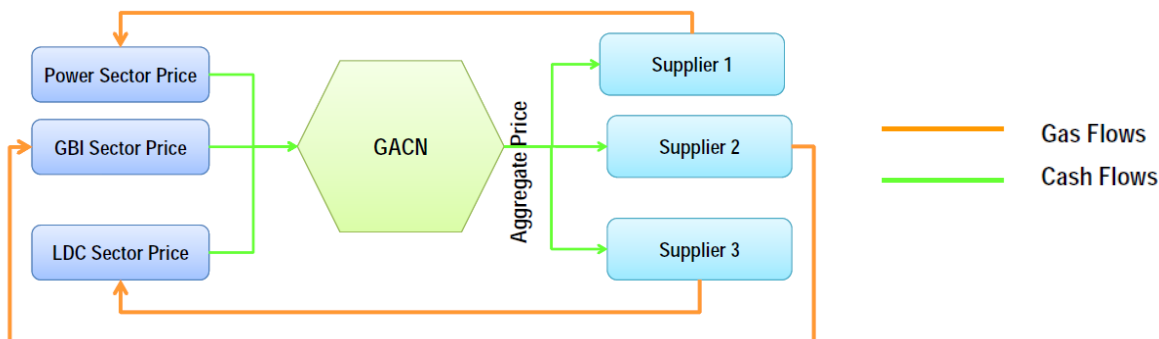 Power Sector Price
GBI Sector Price
LDC Sector Price
GACN
Aggregate Price
Supplier 1
Supplier 2
Supplier 3
Gas Flows
Cash Flows